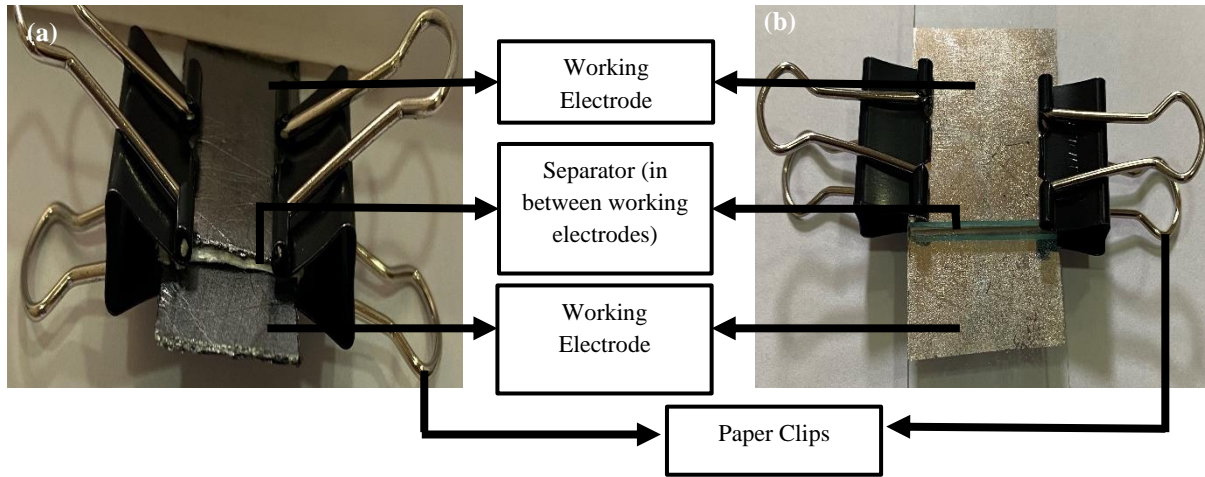 (a)
(b)
Working
Electrode
Separator (in
between working
electrodes)
Working
Electrode
Paper Clips